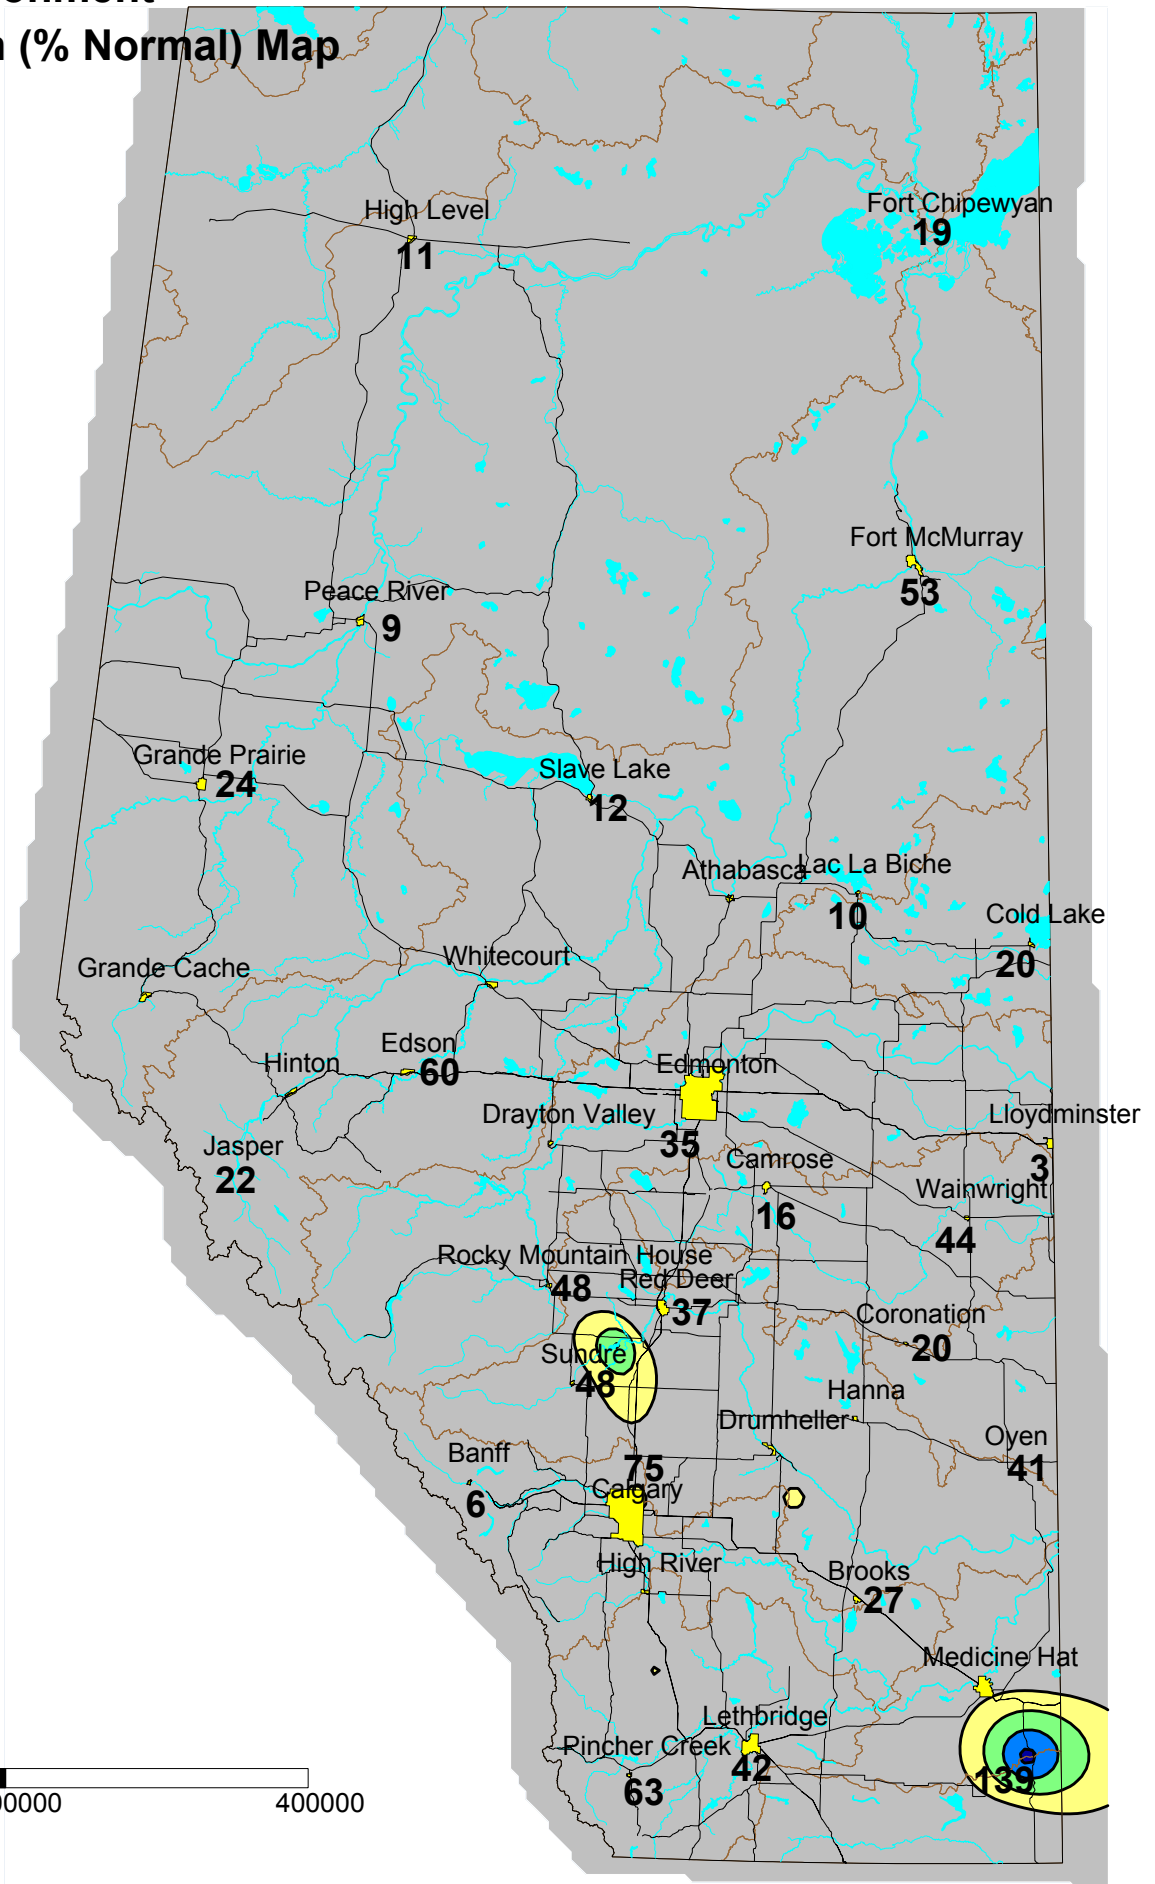 onment
n (% Normal) Map
High Level
11
Fort Chipewyan
19
Fort McMurray
53
Peace River
9
Grande Prairie
24
Slave Lake
12
Athabasca
Lac La Biche
10
Cold Lake
20
Grande Cache
Whitecourt
Hinton
Edson
60
Edmonton
35
Drayton Valley
Lloydminster
3
Jasper
22
Camrose
16
Wainwright
44
Rocky Mountain House
48
Red Deer
37
Coronation
20
Sundre
48
Hanna
Drumheller
Oyen
41
Banff
6
75
Calgary
High River
Brooks
27
Medicine Hat
139
Lethbridge
42
Pincher Creek
63
00000
400000